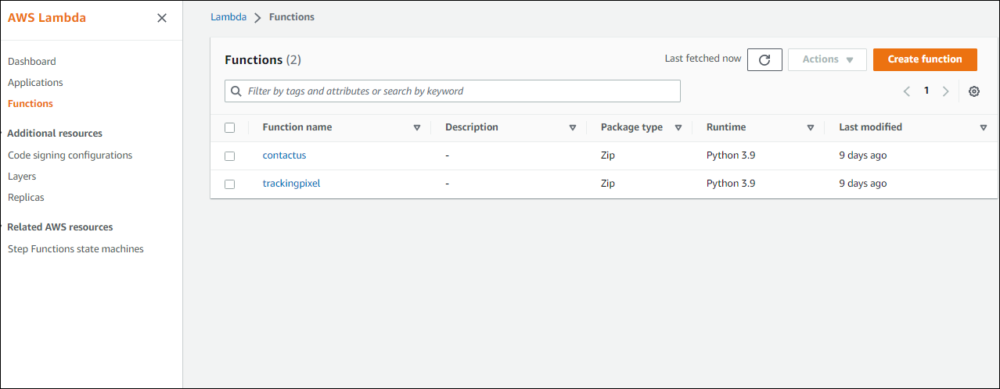 AWS Lambda
Dashboard
Applications
Functions
Additional resources
Code signing configurations
Layers
Replicas
Related AWS resources
Step Functions state machines
Lambda > Functions
Functions (2) Last fetched now Actions Create function
Filter by tags and attributes or search by keyword 1
Function name Description Package type Runtime Last modified
contactus - Zip Python 3.9 9 days ago
trackingpixel - Zip Python 3.9 9 days ago